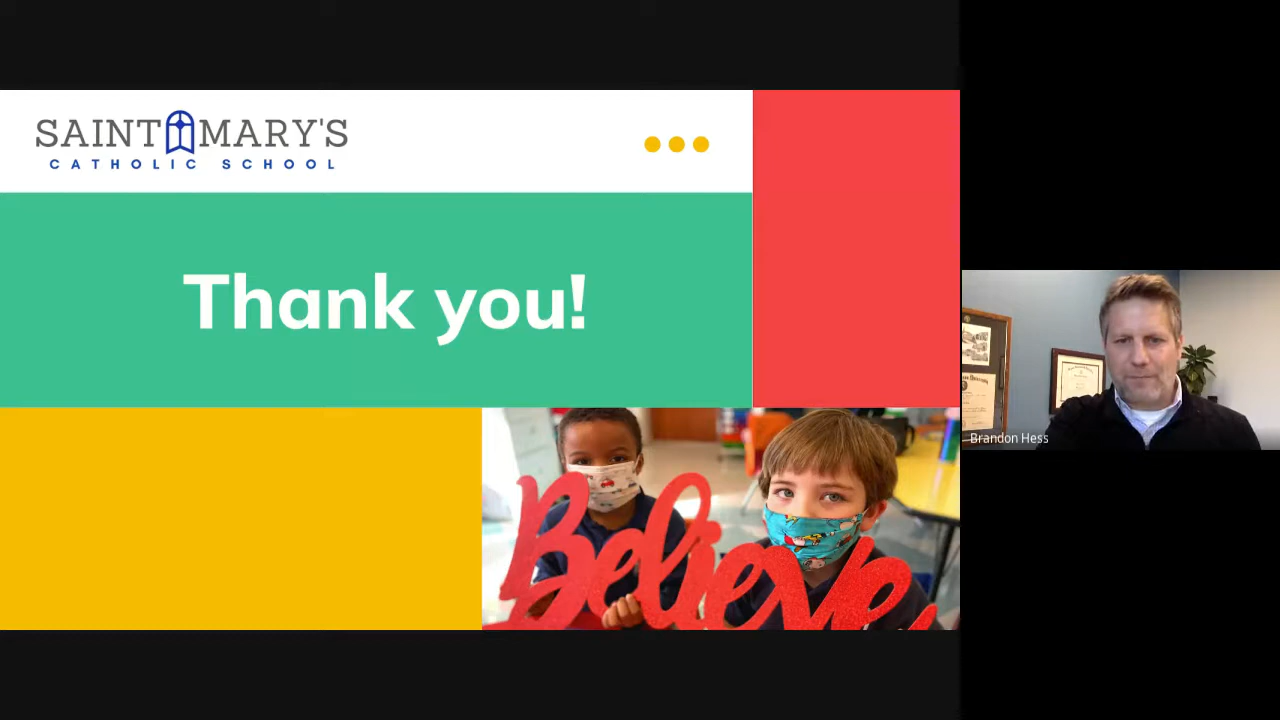 SAINT MARY'S
CATHOLIC SCHOOL
Thank you!
Believe
Brandon Hess